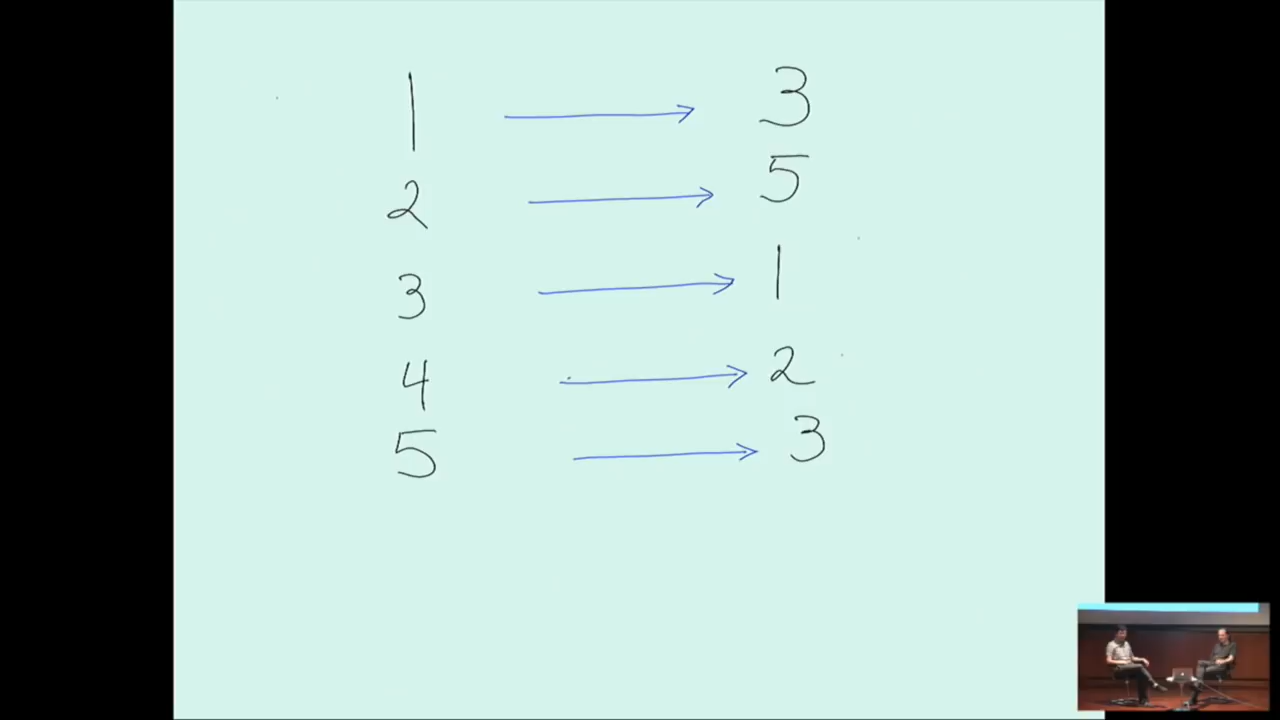 1 → 3
2 → 5
3 → 1
4 → 2
5 → 3